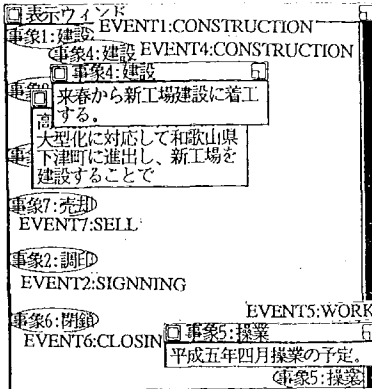 表示ウィンド
EVENT1:CONSTRUCTION
事象1:建設
事象4:建設 EVENT4:CONSTRUCTION
事象4:建設
来春から新工場建設に着工
する。
大型化に対応して和歌山県
下津町に進出し、新工場を
建設することで
事象7:売却
EVENT7:SELL
事象2:調印
EVENT2:SIGNNING
EVENT5:WORK
事象6:閉鎖
EVENT6:CLOSIN
事象5:操業
平成五年四月操業の予定。
事象5:操業